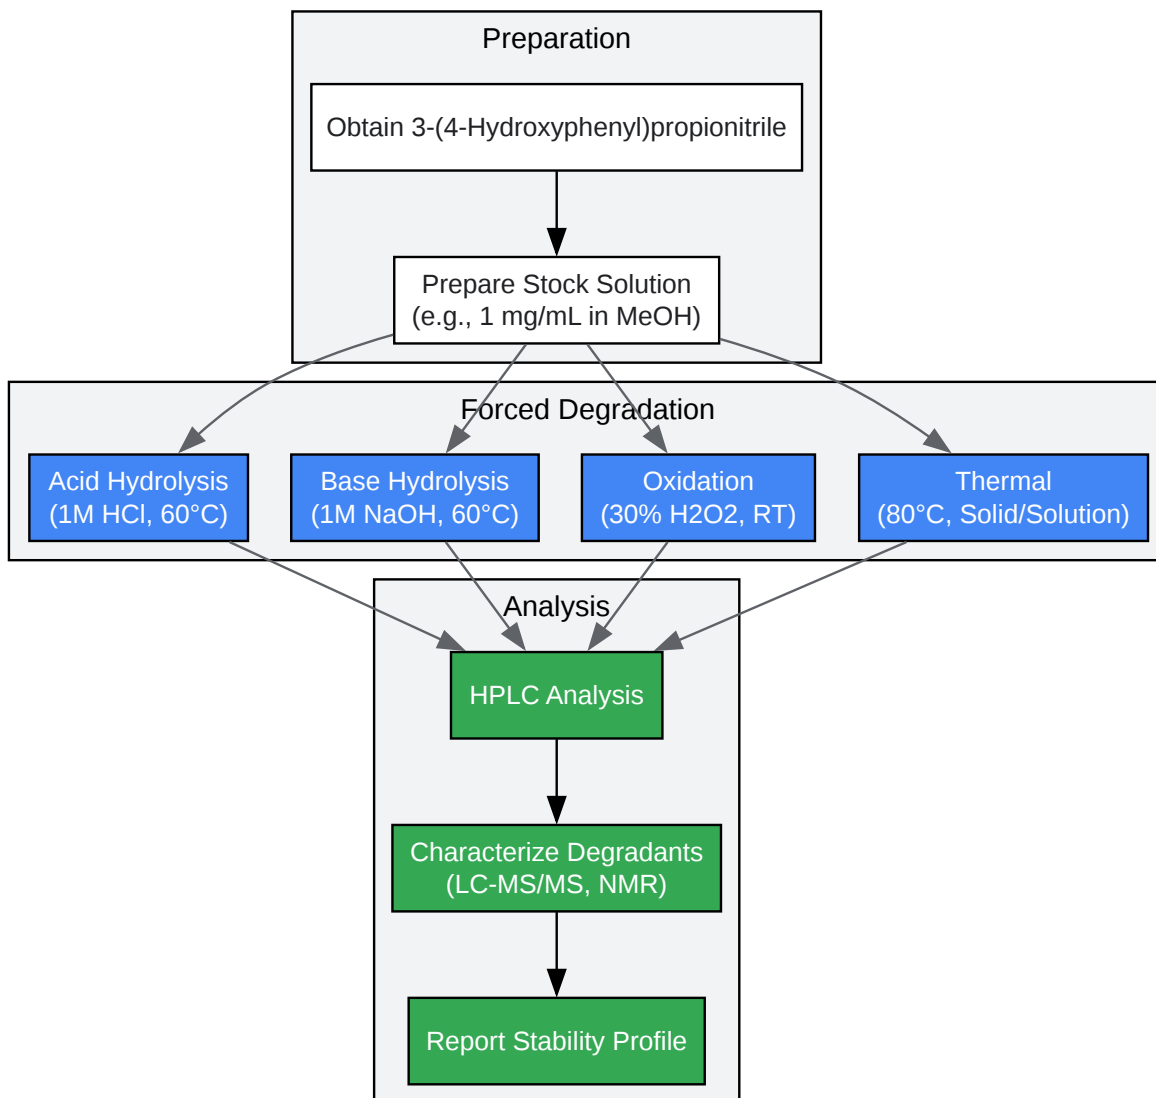 Preparation
Obtain 3-(4-Hydroxyphenyl)propionitrile
Prepare Stock Solution
(e.g., 1 mg/mL in MeOH)
Forced Degradation
Acid Hydrolysis
(1M HCl, 60°C)
Base Hydrolysis
(1M NaOH, 60°C)
Oxidation
(30% H2O2, RT)
Thermal
(80°C, Solid/Solution)
Analysis
HPLC Analysis
Characterize Degradants
(LC-MS/MS, NMR)
Report Stability Profile